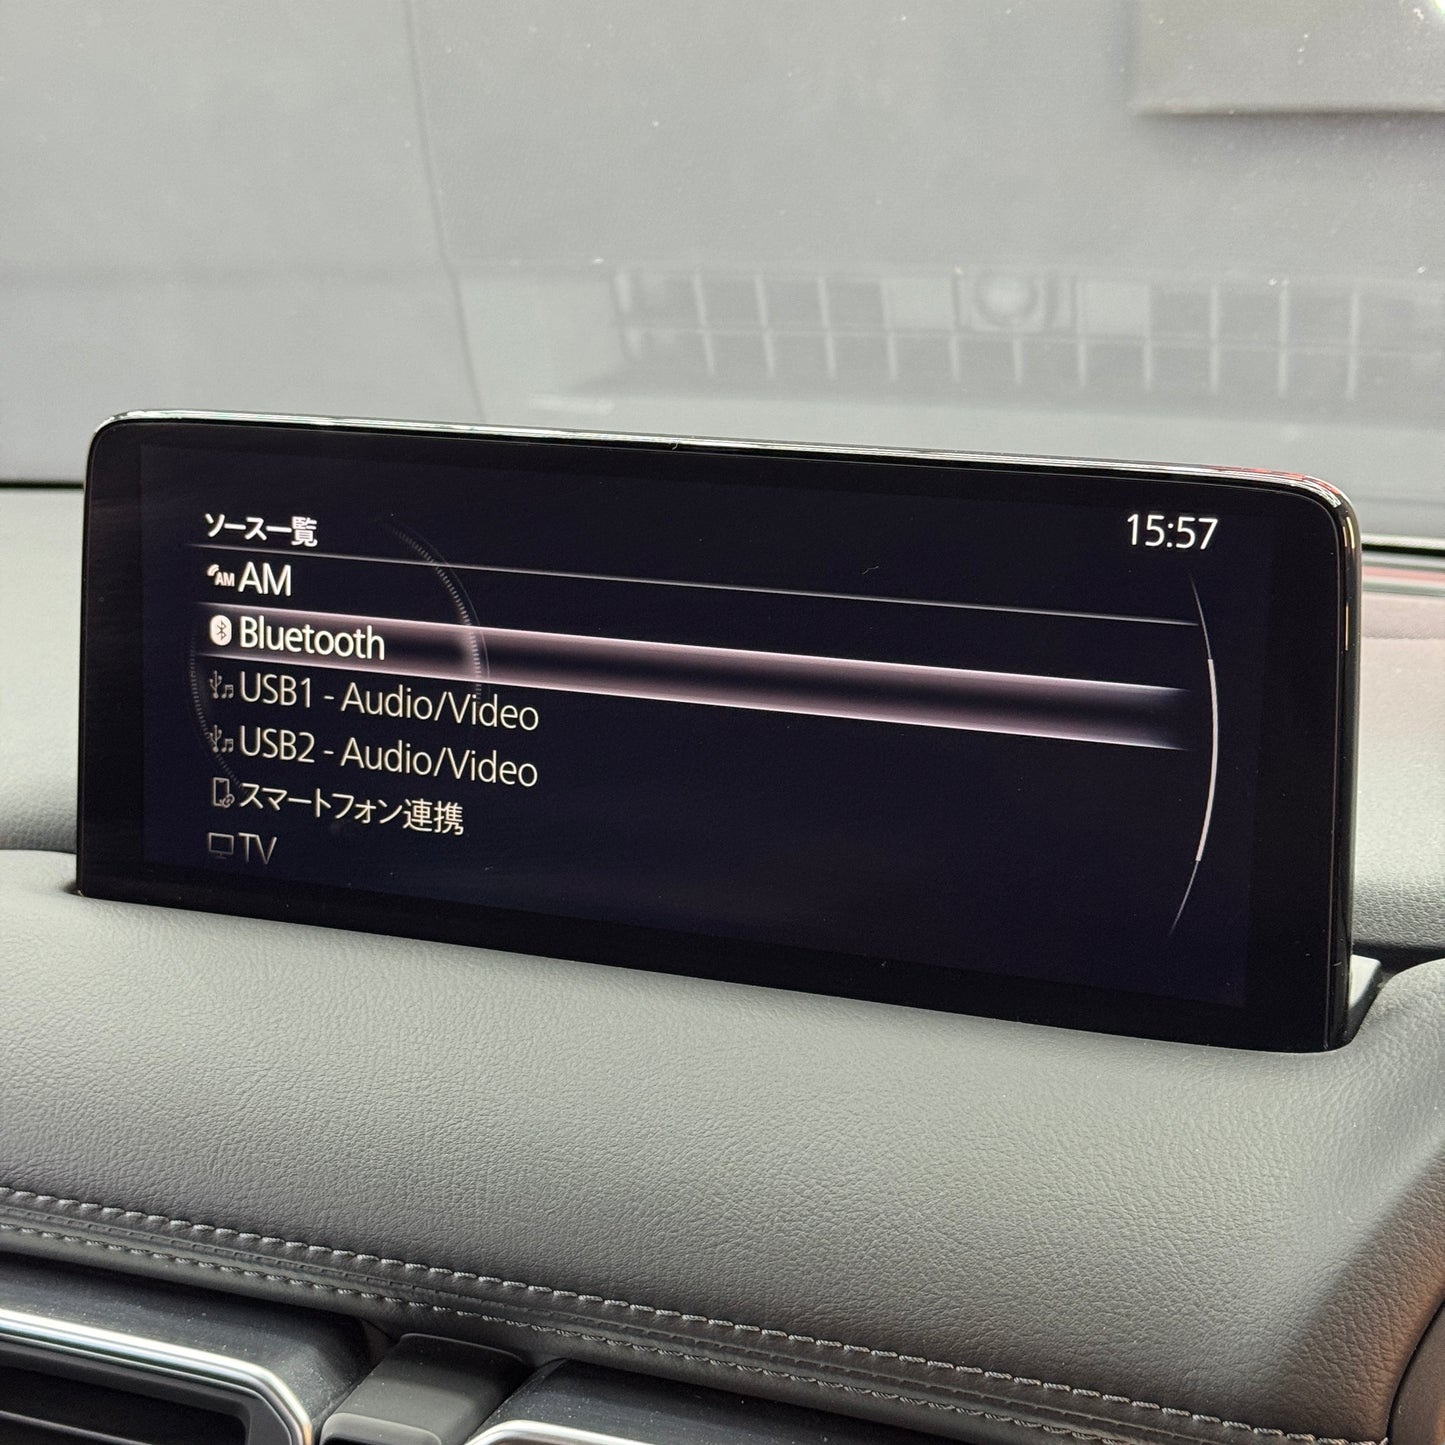 ソース一覧
15:57
AM AM
Bluetooth
USB1 - Audio/Video
USB2 - Audio/Video
スマートフォン連携
TV